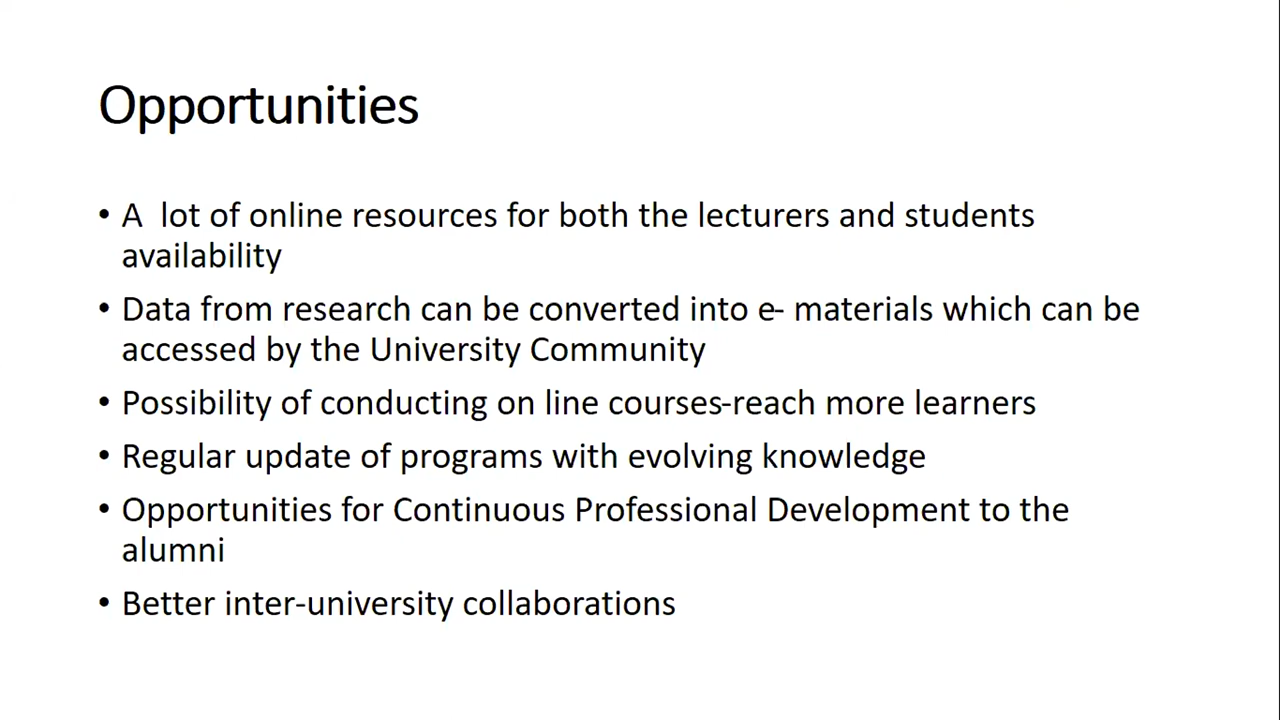 Opportunities
• A  lot of online resources for both the lecturers and students
availability
• Data from research can be converted into e- materials which can be
accessed by the University Community
• Possibility of conducting on line courses-reach more learners
• Regular update of programs with evolving knowledge
• Opportunities for Continuous Professional Development to the
alumni
• Better inter-university collaborations